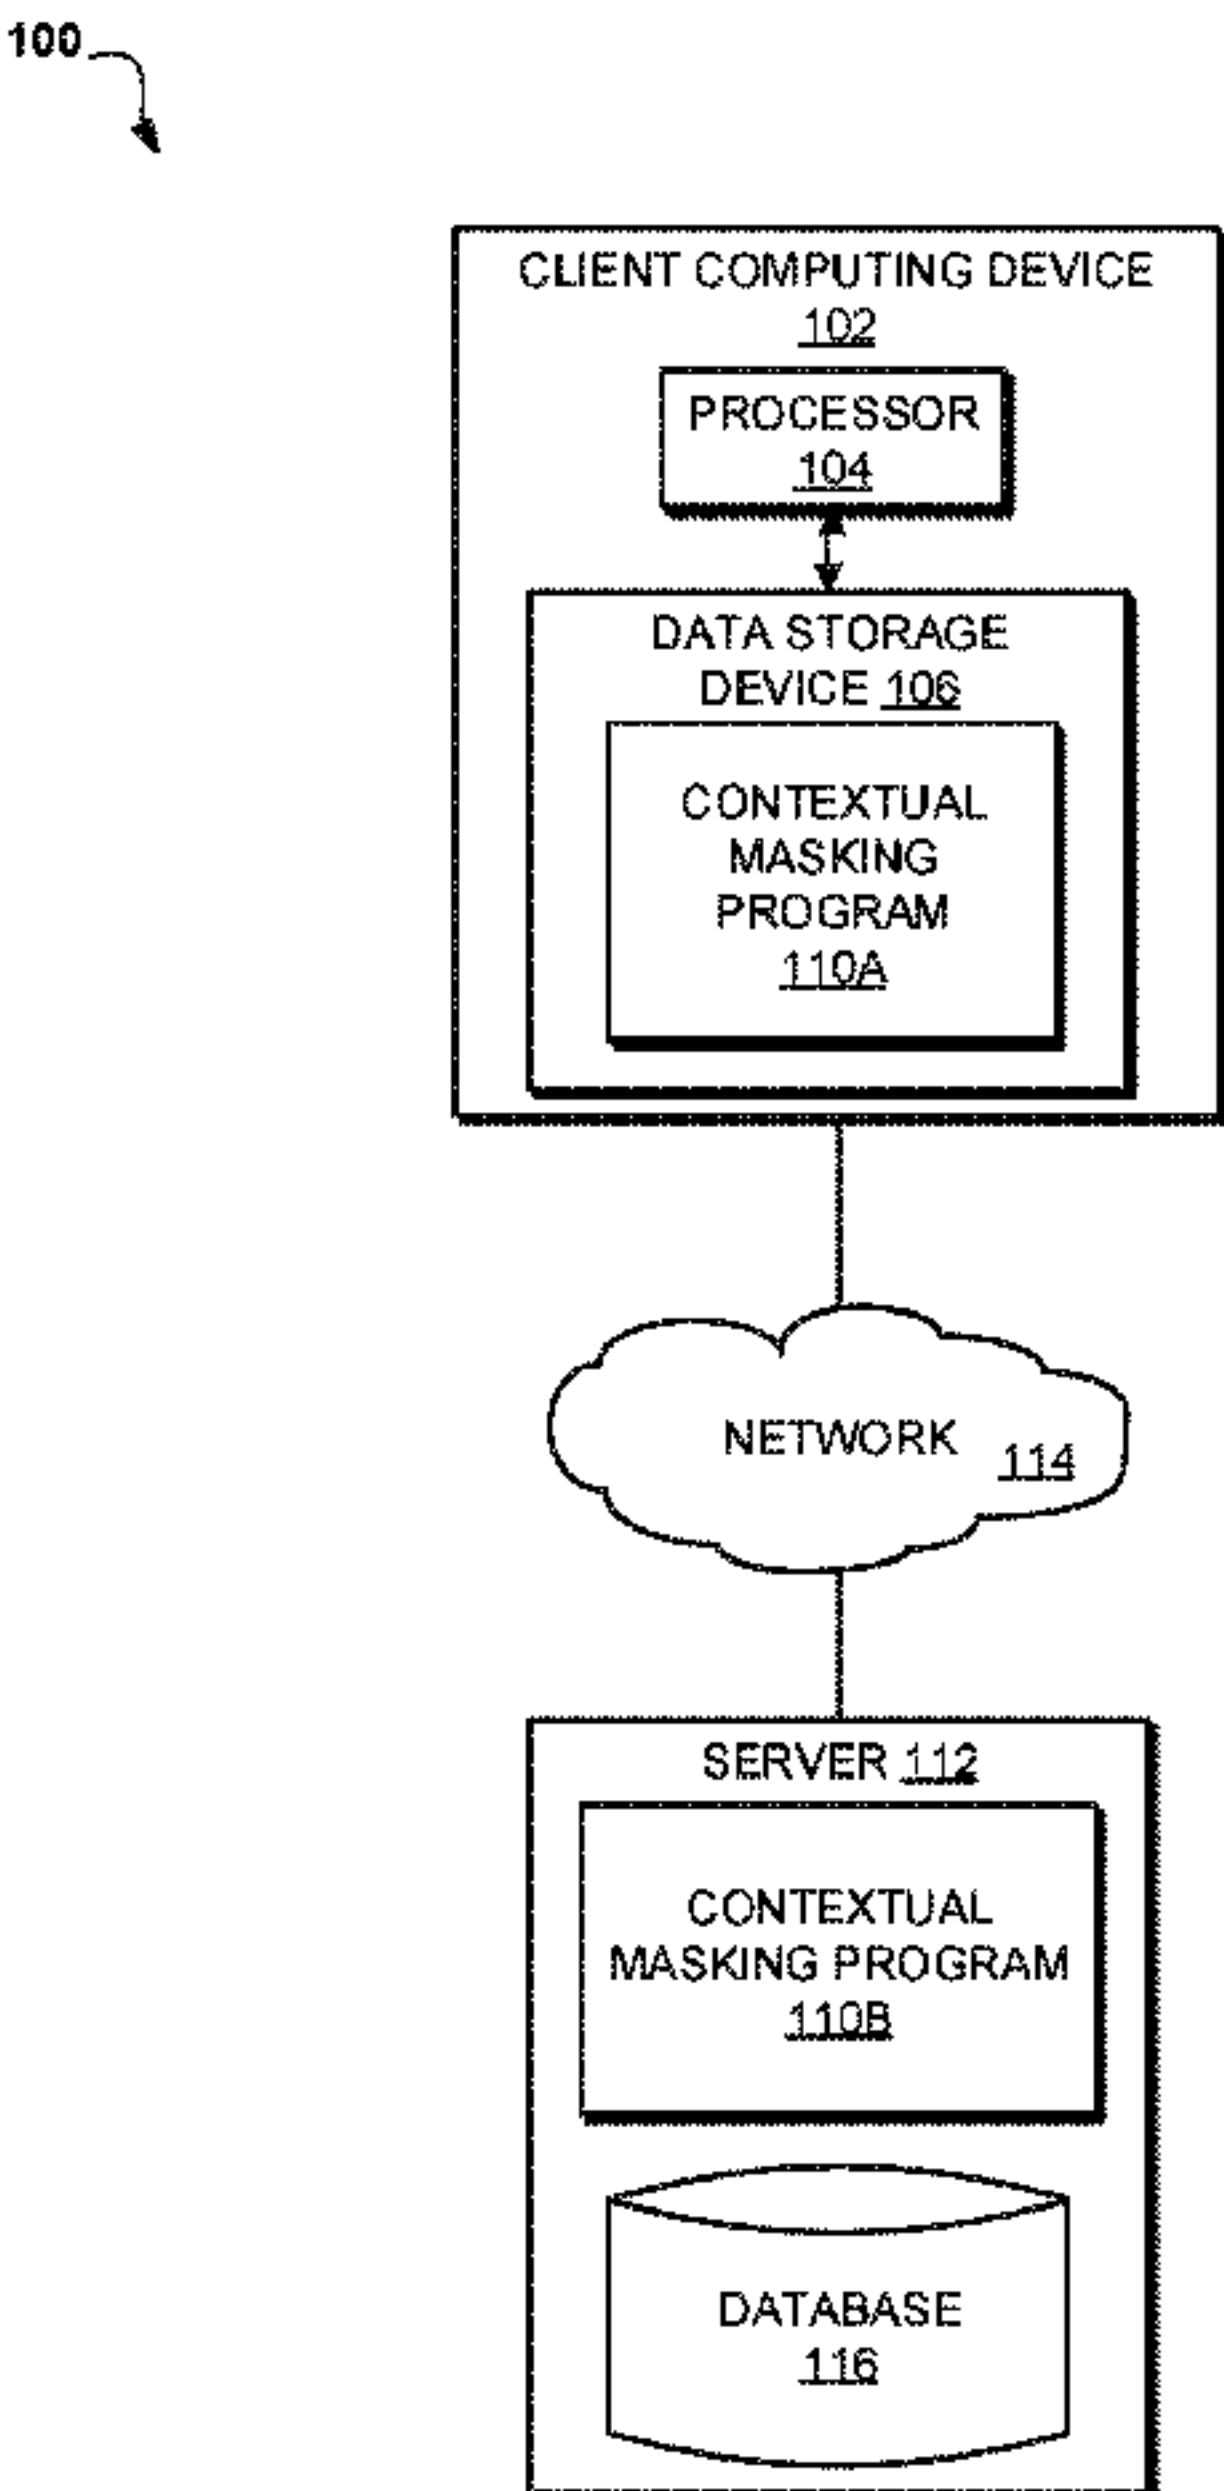 100
CLIENT COMPUTING DEVICE
102
PROCESSOR
104
DATA STORAGE
DEVICE 106
CONTEXTUAL
MASKING
PROGRAM
110A
NETWORK 114
SERVER 112
CONTEXTUAL
MASKING PROGRAM
110B
DATABASE
116